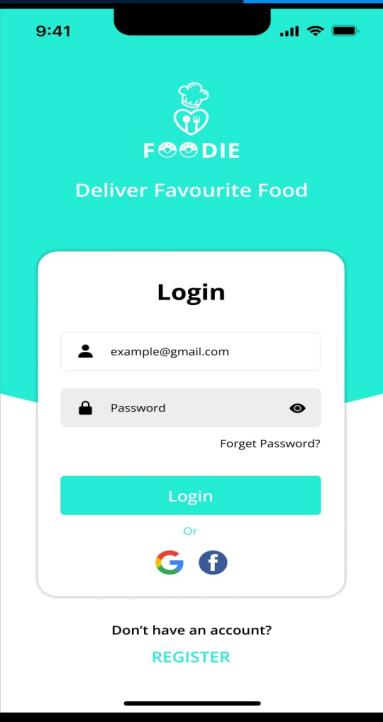 9:41
FOODIE
Deliver Favourite Food
Login
example@gmail.com
Password
Forget Password?
Login
Or
Don’t have an account?
REGISTER